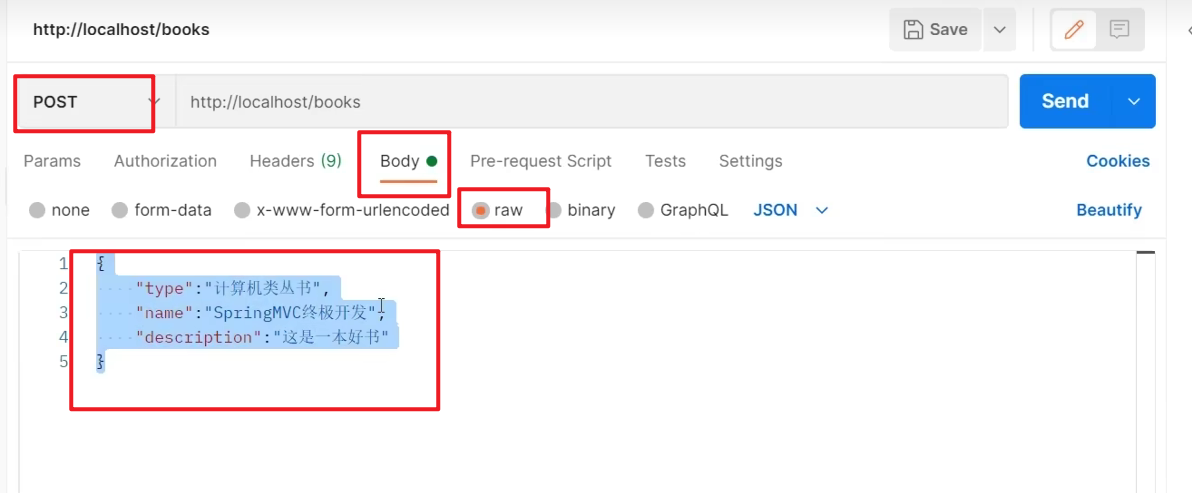 http://localhost/books Save
POST http://localhost/books Send
Params Authorization Headers (9) Body Pre-request Script Tests Settings Cookies
none form-data x-www-form-urlencoded raw binary GraphQL JSON Beautify
1 {
2 "type":"计算机类丛书",
3 "name":"SpringMVC终极开发",
4 "description":"这是一本好书"
5 }